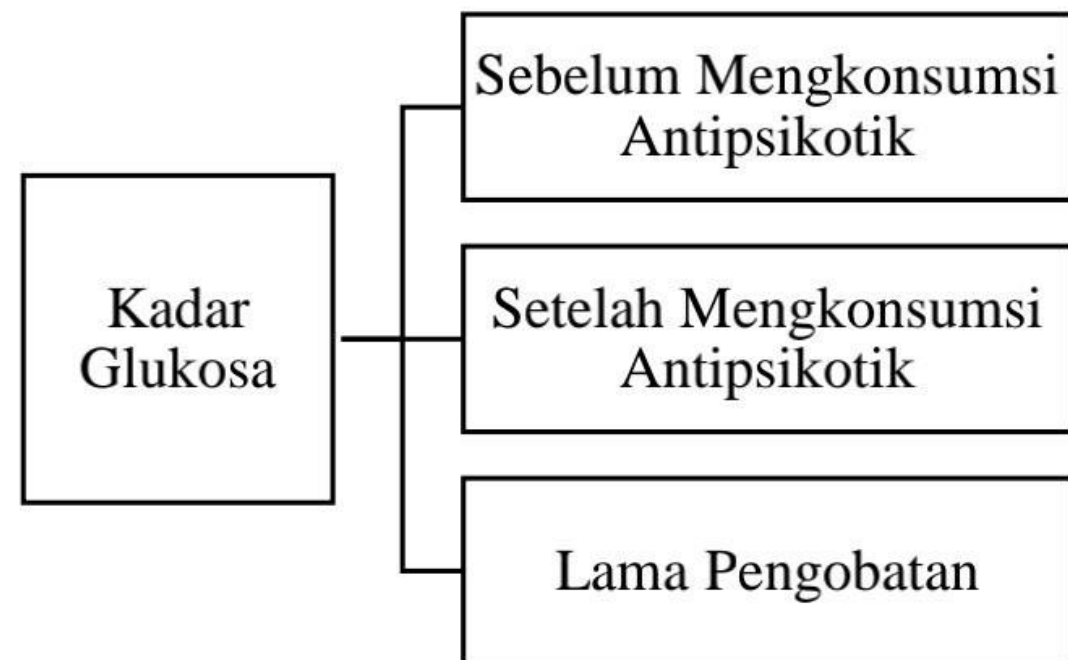 Kadar
Glukosa
Sebelum Mengkonsumsi
Antipsikotik
Setelah Mengkonsumsi
Antipsikotik
Lama Pengobatan